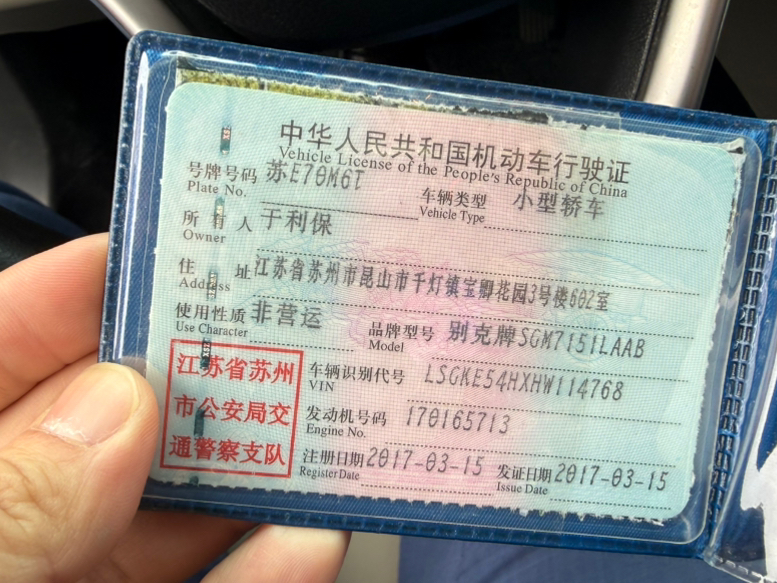 中华人民共和国机动车行驶证
Vehicle License of the People's Republic of China
号牌号码 苏E70M6T 车辆类型 小型轿车
Plate No. Vehicle Type
所有人 于利保
Owner
住址 江苏省苏州市昆山市千灯镇宝卿花园3号楼602室
Address
使用性质 非营运 品牌型号 别克牌SGM7151LAAB
Use Character Model
江苏省苏州
市公安局交
通警察支队
车辆识别代号 LSGKE54HXHW114768
VIN
发动机号码 170165713
Engine No.
注册日期 2017-03-15 发证日期 2017-03-15
Register Date Issue Date